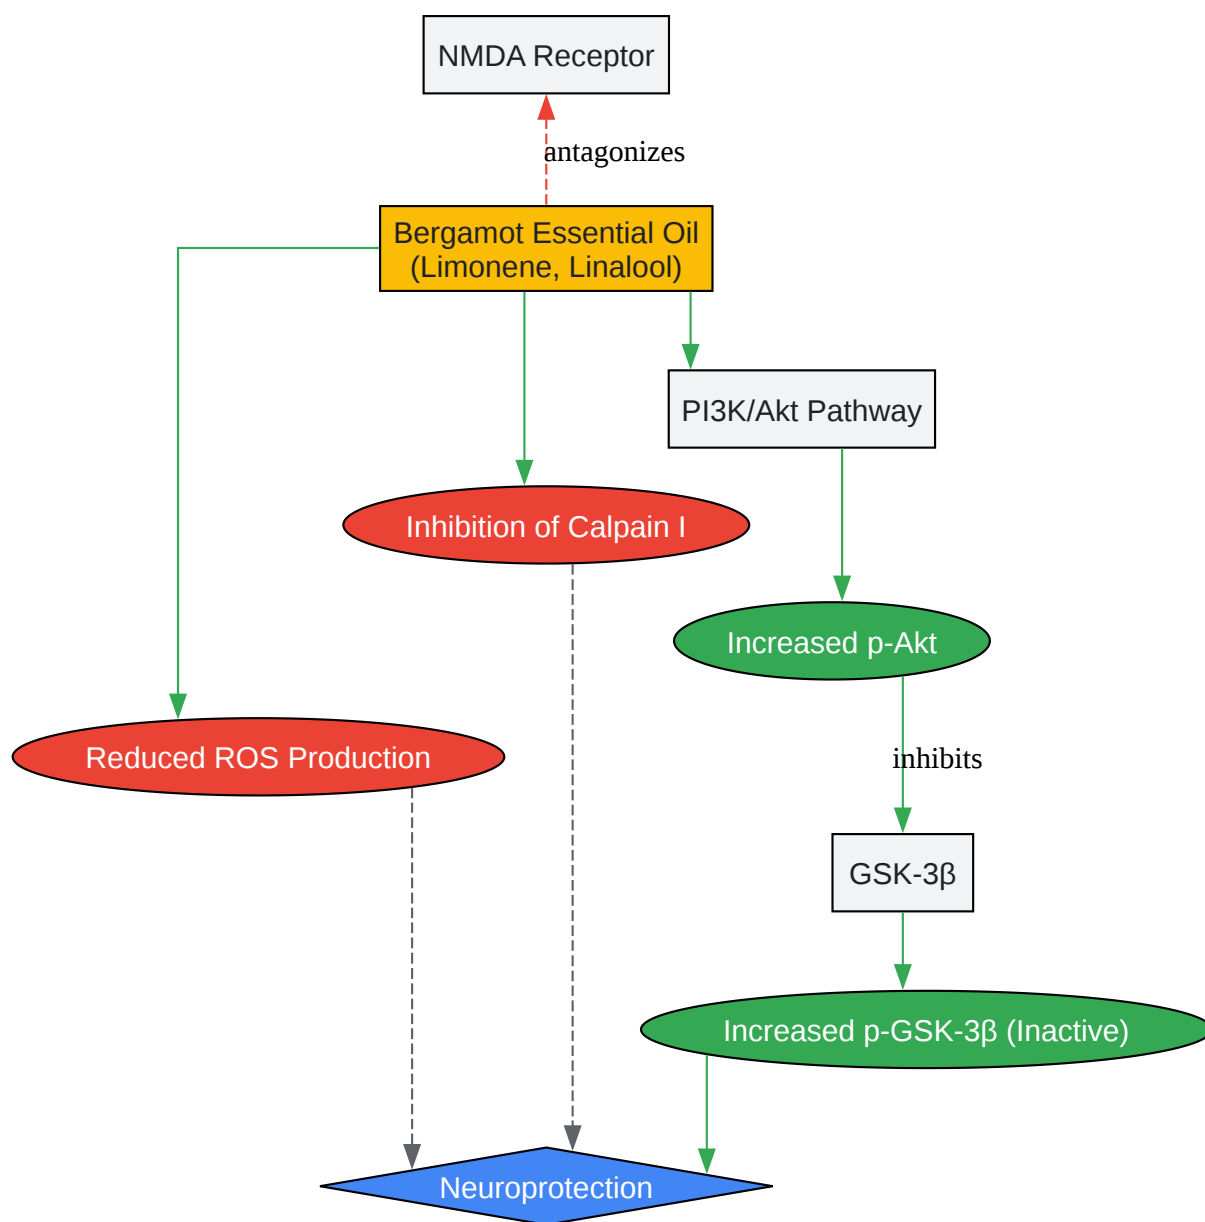 NMDA Receptor
antagonizes
Bergamot Essential Oil
(Limonene, Linalool)
PI3K/Akt Pathway
Inhibition of Calpain I
Increased p-Akt
Reduced ROS Production
inhibits
GSK-3β
Increased p-GSK-3β (Inactive)
Neuroprotection